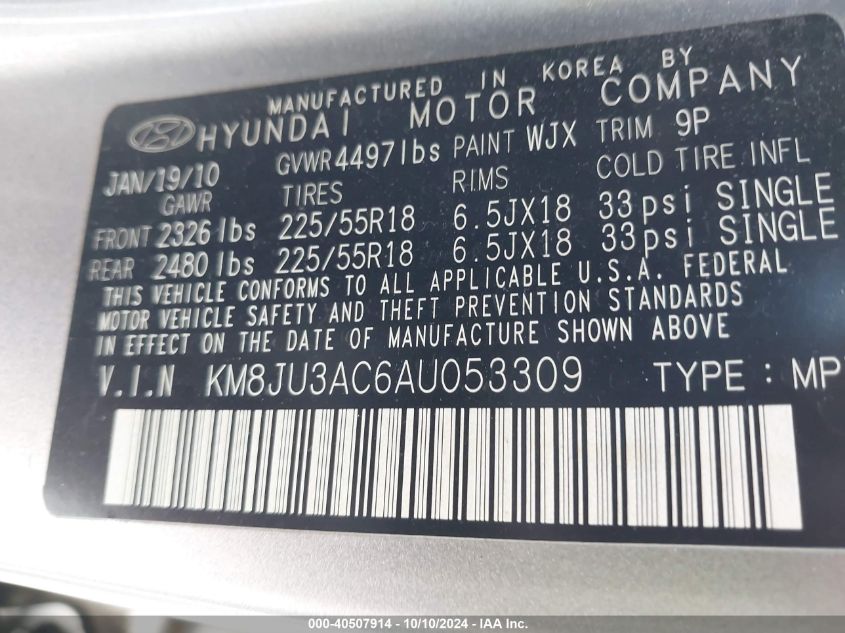 MANUFACTURED IN KOREA BY
HYUNDAI MOTOR COMPANY
JAN/19/10 GVWR 4497lbs PAINT WJX TRIM 9P
GAWR TIRES RIMS COLD TIRE INFL
FRONT 2326 lbs 225/55R18 6.5JX18 33psi SINGLE
REAR 2480 lbs 225/55R18 6.5JX18 33psi SINGLE
THIS VEHICLE CONFORMS TO ALL APPLICABLE U.S.A. FEDERAL
MOTOR VEHICLE SAFETY AND THEFT PREVENTION STANDARDS
IN EFFECT ON THE DATE OF MANUFACTURE SHOWN ABOVE
V.I.N KM8JU3AC6AU053309 TYPE : MP
000-40507914 - 10/10/2024 - IAA Inc.